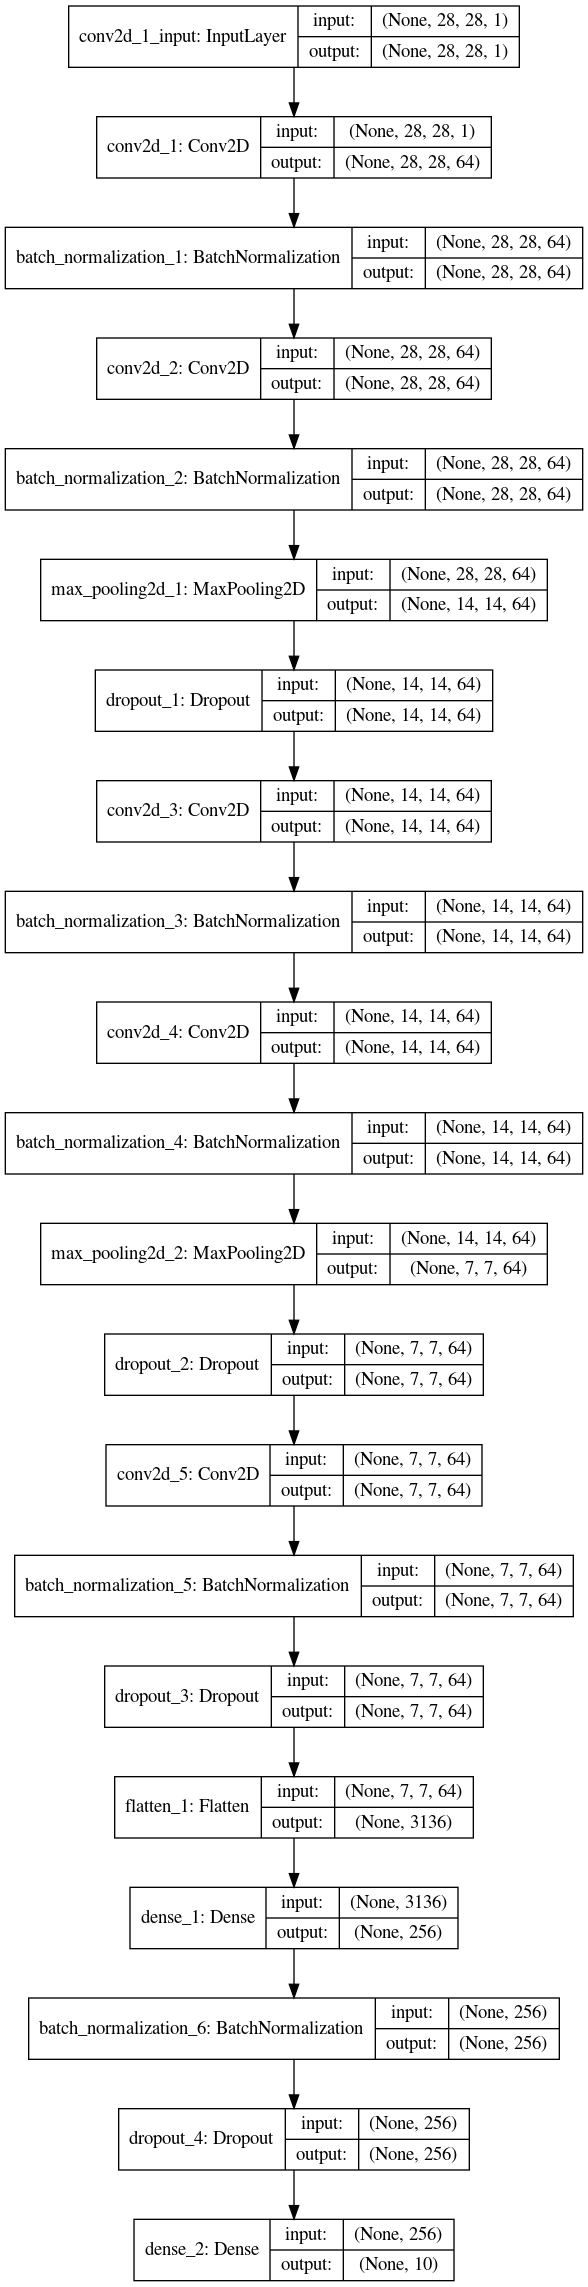 conv2d_1_input: InputLayer
input: (None, 28, 28, 1)
output: (None, 28, 28, 1)
conv2d_1: Conv2D
input: (None, 28, 28, 1)
output: (None, 28, 28, 64)
batch_normalization_1: BatchNormalization
input: (None, 28, 28, 64)
output: (None, 28, 28, 64)
conv2d_2: Conv2D
input: (None, 28, 28, 64)
output: (None, 28, 28, 64)
batch_normalization_2: BatchNormalization
input: (None, 28, 28, 64)
output: (None, 28, 28, 64)
max_pooling2d_1: MaxPooling2D
input: (None, 28, 28, 64)
output: (None, 14, 14, 64)
dropout_1: Dropout
input: (None, 14, 14, 64)
output: (None, 14, 14, 64)
conv2d_3: Conv2D
input: (None, 14, 14, 64)
output: (None, 14, 14, 64)
batch_normalization_3: BatchNormalization
input: (None, 14, 14, 64)
output: (None, 14, 14, 64)
conv2d_4: Conv2D
input: (None, 14, 14, 64)
output: (None, 14, 14, 64)
batch_normalization_4: BatchNormalization
input: (None, 14, 14, 64)
output: (None, 14, 14, 64)
max_pooling2d_2: MaxPooling2D
input: (None, 14, 14, 64)
output: (None, 7, 7, 64)
dropout_2: Dropout
input: (None, 7, 7, 64)
output: (None, 7, 7, 64)
conv2d_5: Conv2D
input: (None, 7, 7, 64)
output: (None, 7, 7, 64)
batch_normalization_5: BatchNormalization
input: (None, 7, 7, 64)
output: (None, 7, 7, 64)
dropout_3: Dropout
input: (None, 7, 7, 64)
output: (None, 7, 7, 64)
flatten_1: Flatten
input: (None, 7, 7, 64)
output: (None, 3136)
dense_1: Dense
input: (None, 3136)
output: (None, 256)
batch_normalization_6: BatchNormalization
input: (None, 256)
output: (None, 256)
dropout_4: Dropout
input: (None, 256)
output: (None, 256)
dense_2: Dense
input: (None, 256)
output: (None, 10)